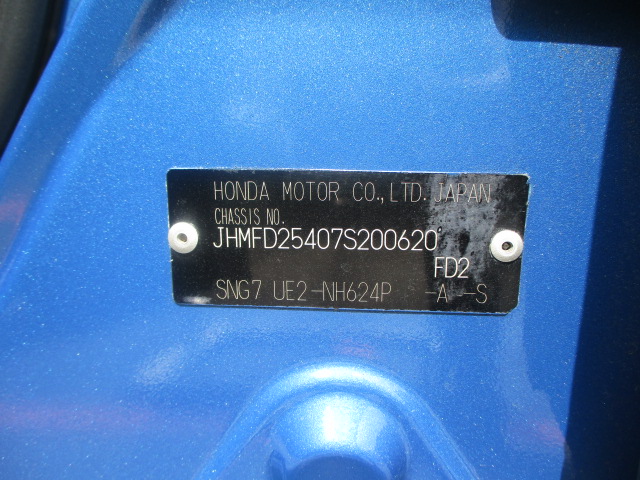 HONDA MOTOR CO.,LTD. JAPAN
CHASSIS NO.
JHMFD25407S200620
FD2
SNG7 UE2-NH624P -A -S